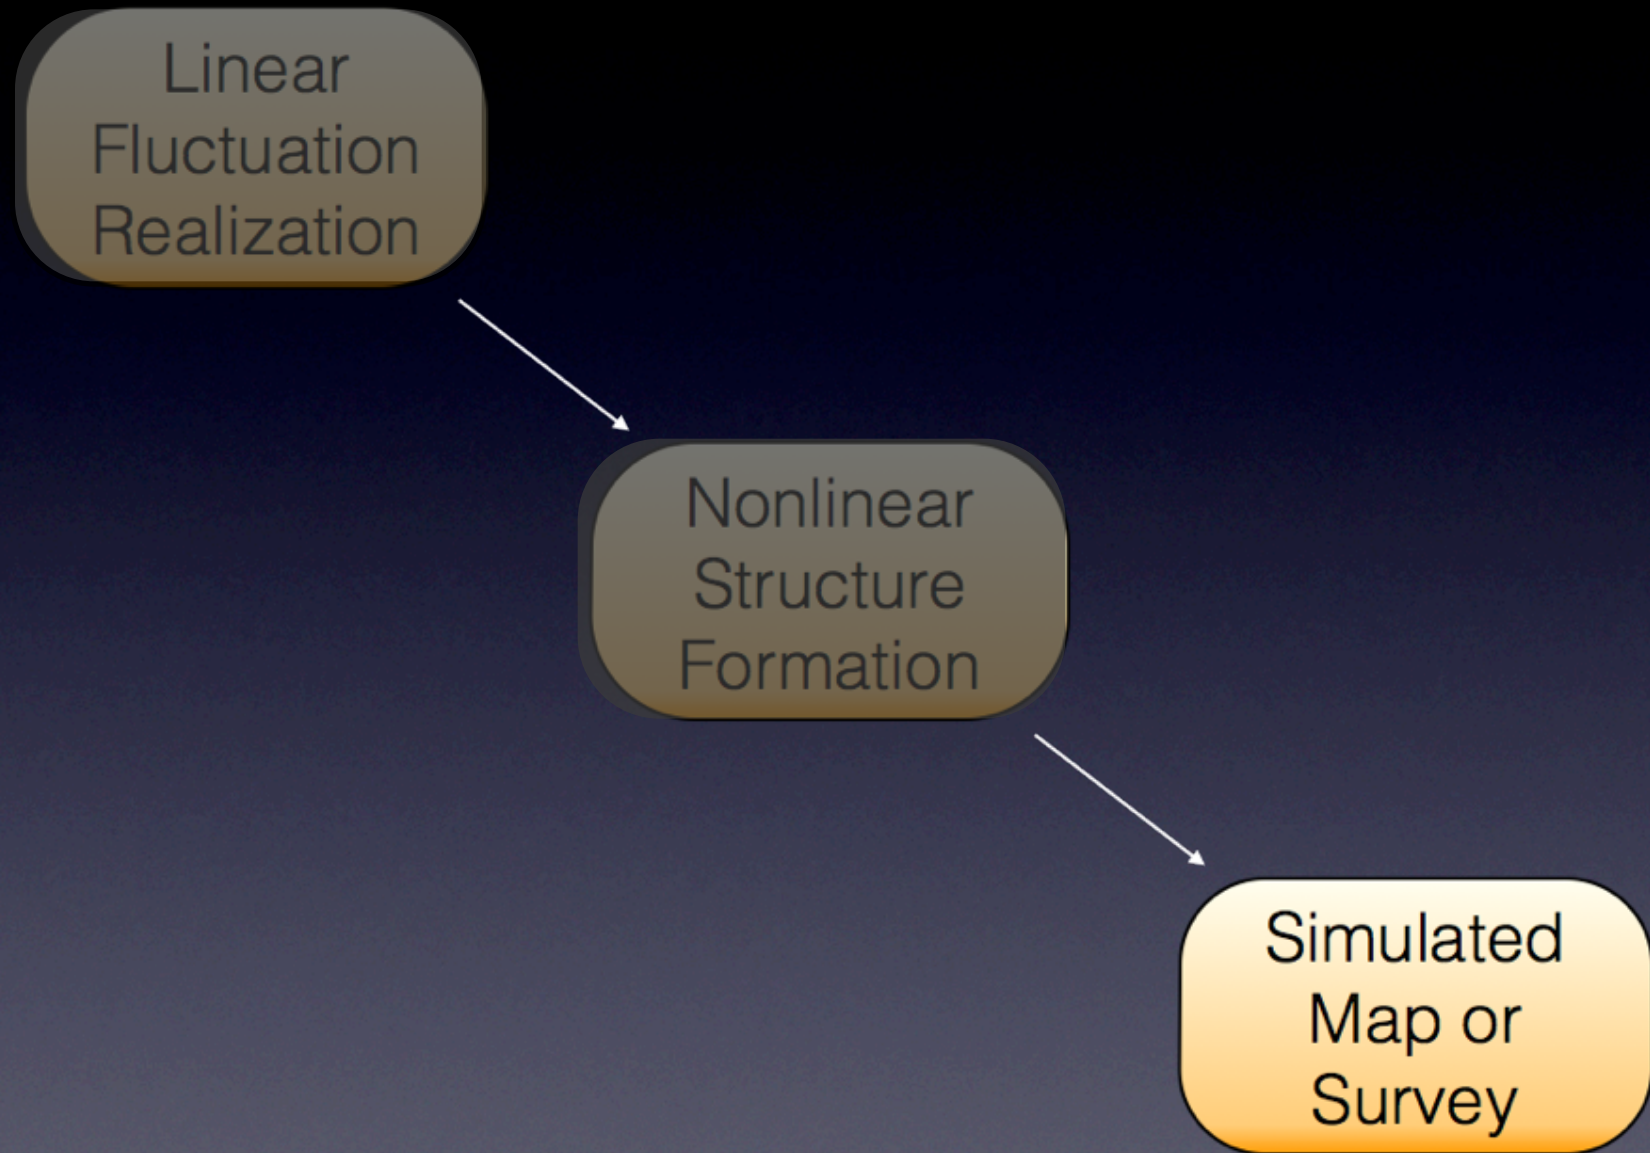 Linear
Fluctuation
Realization
Nonlinear
Structure
Formation
Simulated
Map or
Survey